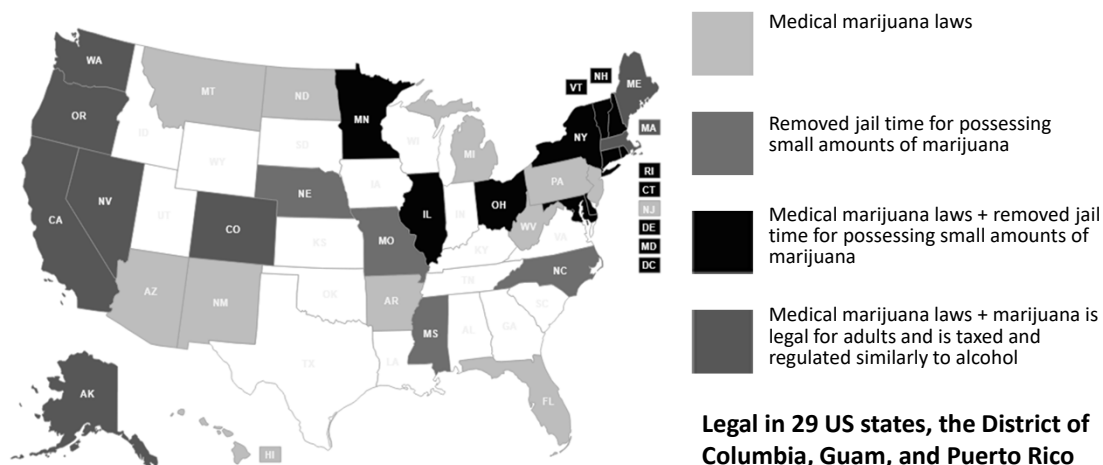 Medical marijuana laws
Removed jail time for possessing
small amounts of marijuana
Medical marijuana laws + removed jail
time for possessing small amounts of
marijuana
Medical marijuana laws + marijuana is
legal for adults and is taxed and
regulated similarly to alcohol
Legal in 29 US states, the District of
Columbia, Guam, and Puerto Rico
WA
MT
ND
MN
OR
ID
WY
SD
WI
MI
NY
VT
NH
ME
MA
RI
CT
NJ
DE
MD
DC
NV
UT
CO
NE
IA
IL
IN
OH
PA
WV
VA
CA
KS
MO
KY
NC
AZ
NM
OK
AR
TN
SC
TX
LA
MS
AL
GA
FL
AK
HI